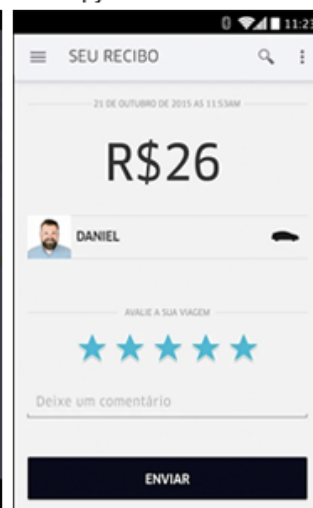 11:23
SEU RECIBO
21 DE OUTUBRO DE 2015 AS 11:53AM
R$26
DANIEL
AVALIE A SUA VIAGEM
Deixe um comentário
ENVIAR